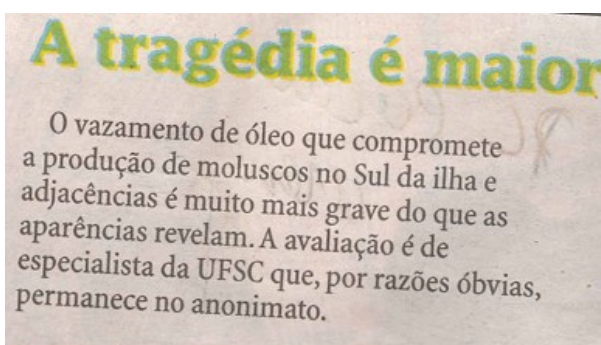 A tragédia é maior
O vazamento de óleo que compromete
a produção de moluscos no Sul da ilha e
adjacências é muito mais grave do que as
aparências revelam. A avaliação é de
especialista da UFSC que, por razões óbvias,
permanece no anonimato.